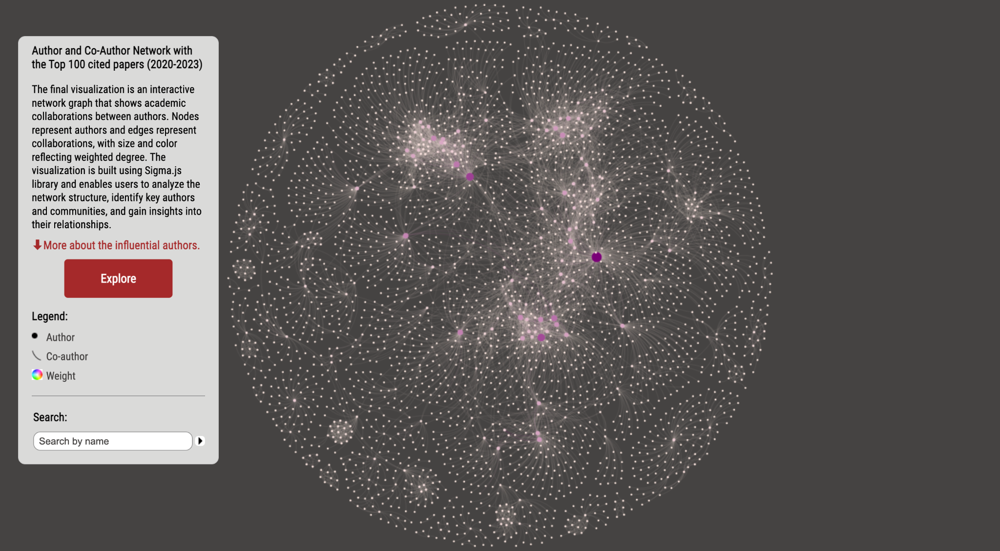 Author and Co-Author Network with
the Top 100 cited papers (2020-2023)
The final visualization is an interactive
network graph that shows academic
collaborations between authors. Nodes
represent authors and edges represent
collaborations, with size and color
reflecting weighted degree. The
visualization is built using Sigma.js
library and enables users to analyze the
network structure, identify key authors
and communities, and gain insights into
their relationships.
More about the influential authors.
Explore
Legend:
Author
Co-author
Weight
Search:
Search by name